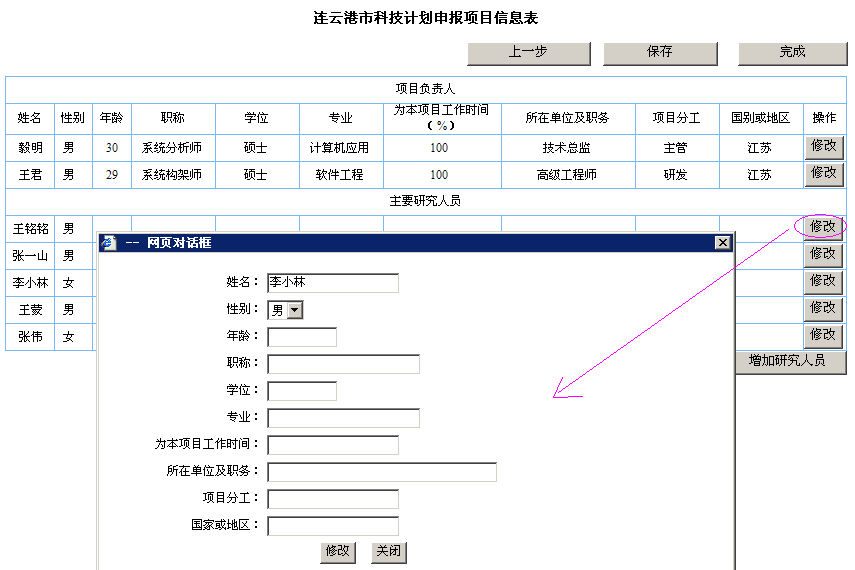 连云港市科技计划申报项目信息表
上一步 保存 完成
项目负责人
姓名 性别 年龄 职称 学位 专业 为本项目工作时间（%） 所在单位及职务 项目分工 国别或地区 操作
毅明 男 30 系统分析师 硕士 计算机应用 100 技术总监 主管 江苏 修改
王君 男 29 系统构架师 硕士 软件工程 100 高级工程师 研发 江苏 修改
主要研究人员
王铭铭 男 修改
张一山 男 修改
李小林 女 修改
王蒙 男 修改
张伟 女 修改
增加研究人员
-- 网页对话框
姓名： 李小林
性别： 男
年龄：
职称：
学位：
专业：
为本项目工作时间：
所在单位及职务：
项目分工：
国家或地区：
修改 关闭